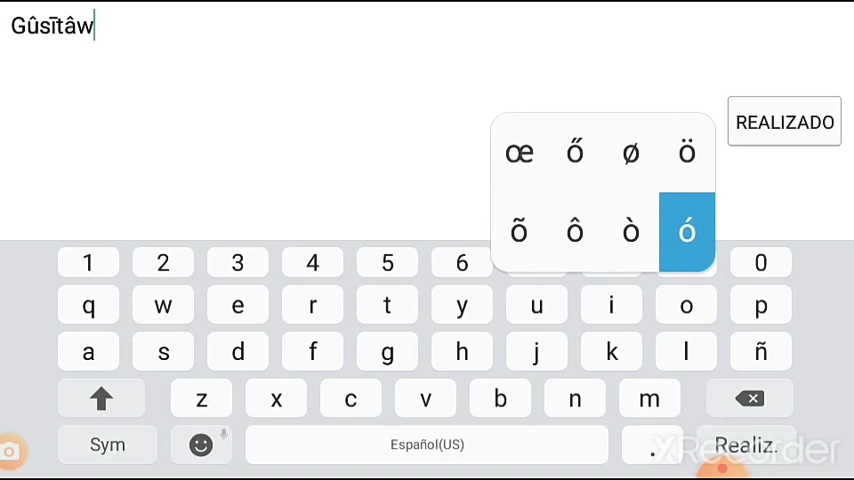 Gûsītâw
REALIZADO
œ ő ø ö
õ ô ò ó
1 2 3 4 5 6 0
q w e r t y u i o p
a s d f g h j k l ñ
z x c v b n m
Sym Español(US) . Realiz.
XRecorder